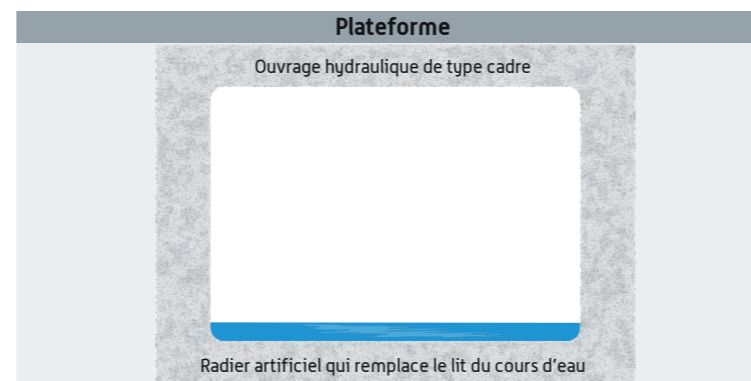 Plateforme
Ouvrage hydraulique de type cadre
Radier artificiel qui remplace le lit du cours d'eau